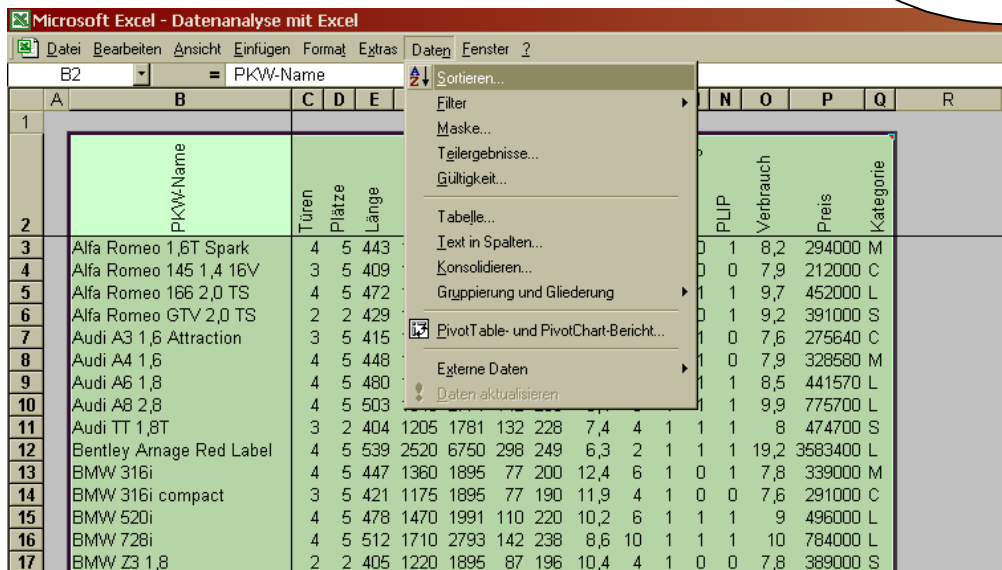 Microsoft Excel - Datenanalyse mit Excel
Datei Bearbeiten Ansicht Einfügen Format Extras Daten Fenster ?
B2 = PKW-Name
Sortieren...
Filter
Maske...
Teilergebnisse...
Gültigkeit...
Tabelle...
Text in Spalten...
Konsolidieren...
Gruppierung und Gliederung
PivotTable- und PivotChart-Bericht...
Externe Daten
Daten aktualisieren
A B C D E N O P Q R
1
2 PKW-Name Türen Plätze Länge PLIP Verbrauch Preis Kategorie
3 Alfa Romeo 1,6T Spark 4 5 443 1 8,2 294000 M
4 Alfa Romeo 145 1,4 16V 3 5 409 0 7,9 212000 C
5 Alfa Romeo 166 2,0 TS 4 5 472 1 1 9,7 452000 L
6 Alfa Romeo GTV 2,0 TS 2 2 429 1 9,2 391000 S
7 Audi A3 1,6 Attraction 3 5 415 1 0 7,6 275640 C
8 Audi A4 1,6 4 5 448 0 7,9 328580 M
9 Audi A6 1,8 4 5 480 1 1 8,5 441570 L
10 Audi A8 2,8 4 5 503 1 1 9,9 775700 L
11 Audi TT 1,8T 3 2 404 1205 1781 132 228 7,4 4 1 1 1 8 474700 S
12 Bentley Arnage Red Label 4 5 539 2520 6750 298 249 6,3 2 1 1 1 19,2 3583400 L
13 BMW 316i 4 5 447 1360 1895 77 200 12,4 6 1 0 1 7,8 339000 M
14 BMW 316i compact 3 5 421 1175 1895 77 190 11,9 4 1 0 0 7,6 291000 C
15 BMW 520i 4 5 478 1470 1991 110 220 10,2 6 1 1 1 9 496000 L
16 BMW 728i 4 5 512 1710 2793 142 238 8,6 10 1 1 1 10 784000 L
17 BMW Z3 1,8 2 2 405 1220 1895 87 196 10,4 4 1 0 0 7,8 389000 S